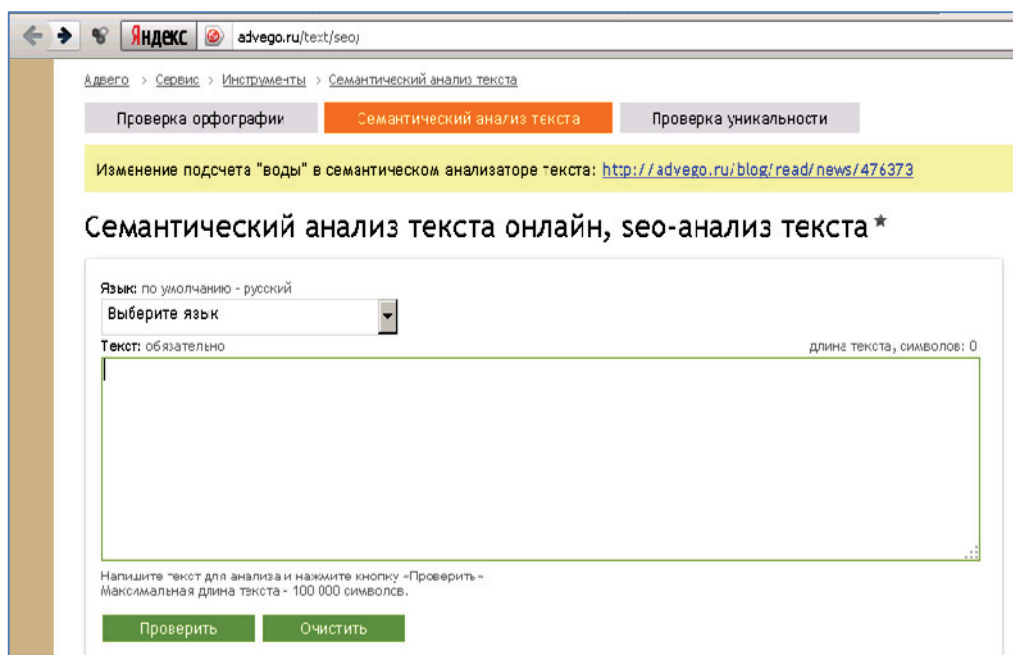 Яндекс advego.ru/text/seo/
Адвего > Сервис > Инструменты > Семантический анализ текста
Проверка орфографии Семантический анализ текста Проверка уникальности
Изменение подсчета "воды" в семантическом анализаторе текста: http://advego.ru/blog/read/news/476373
Семантический анализ текста онлайн, seo-анализ текста*
Язык: по умолчанию - русский
Выберите язык
Текст: обязательно длина текста, символов: 0
Напишите текст для анализа и нажмите кнопку -Проверить-
Максимальная длина текста - 100 000 символов.
Проверить Очистить